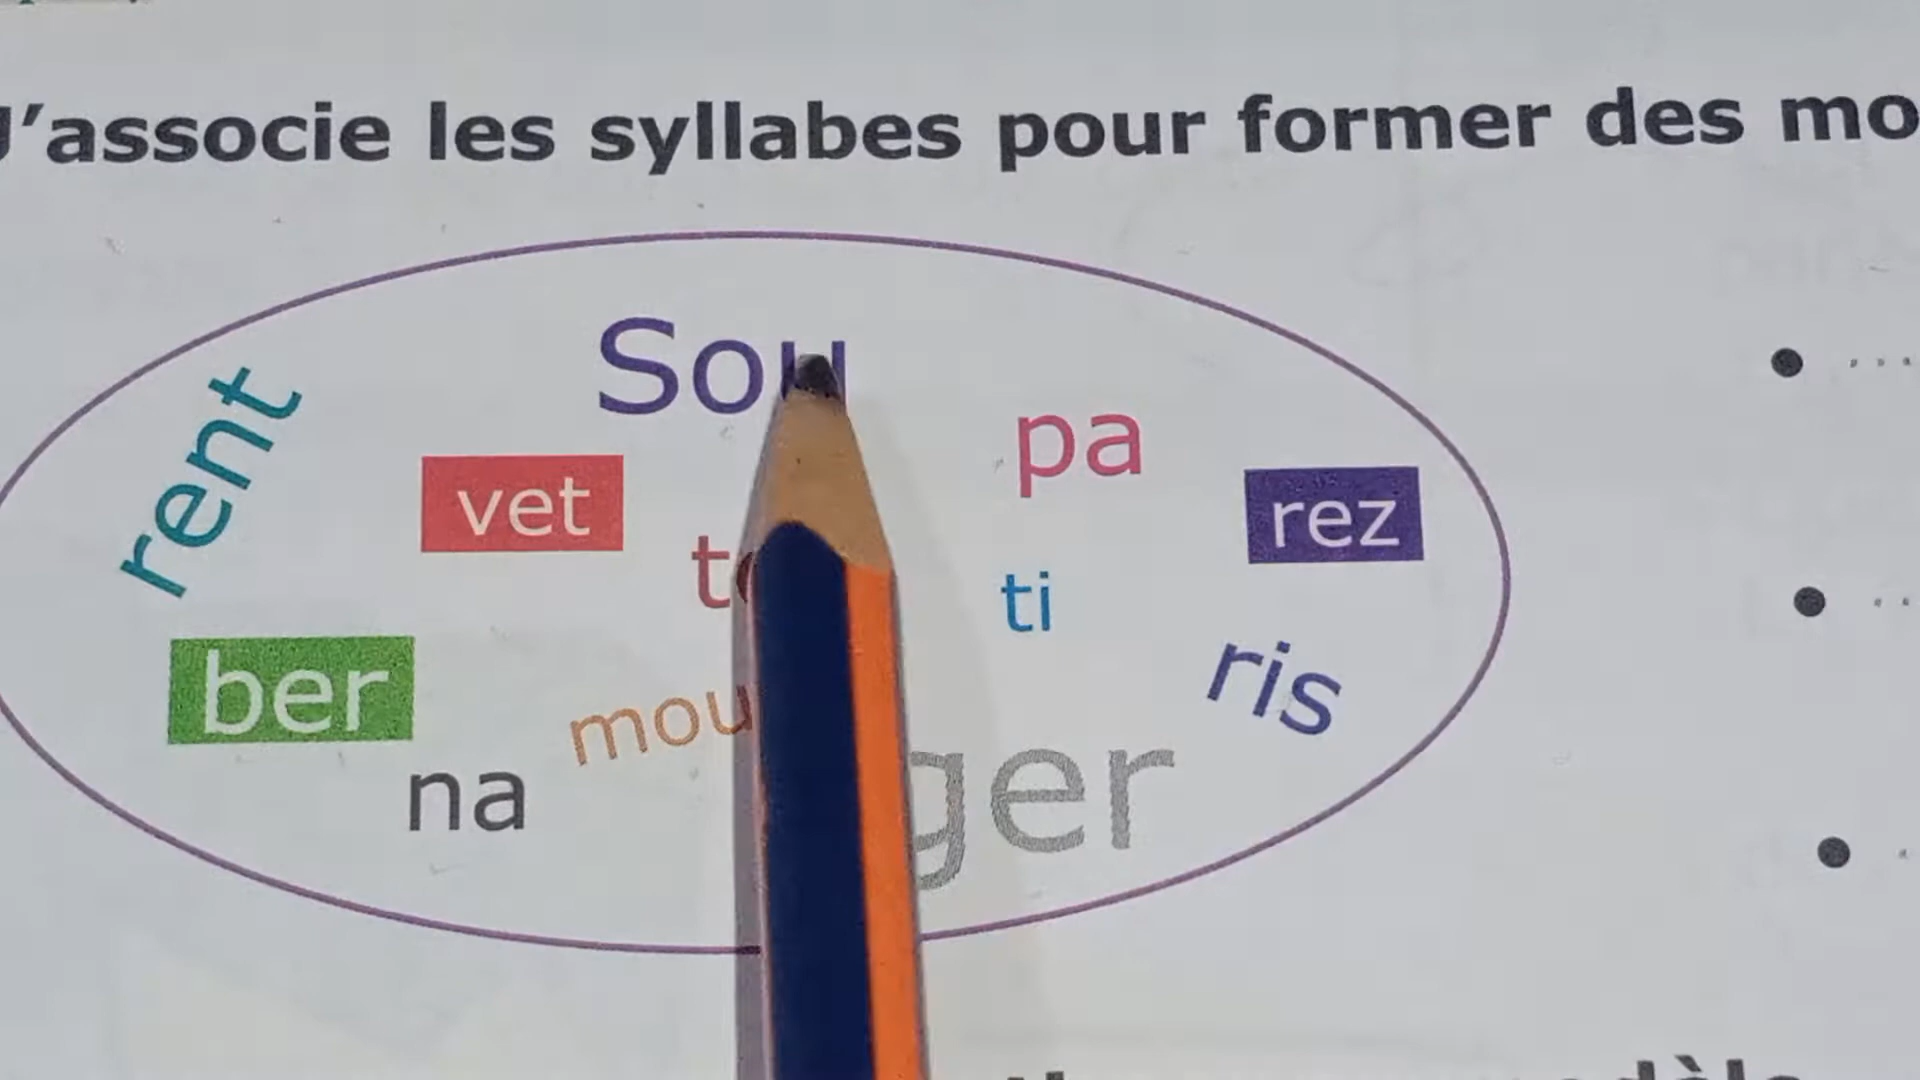 J'associe les syllabes pour former des mo
Sou
rent
pa
vet
rez
ti
ber
ris
mou
na
ger